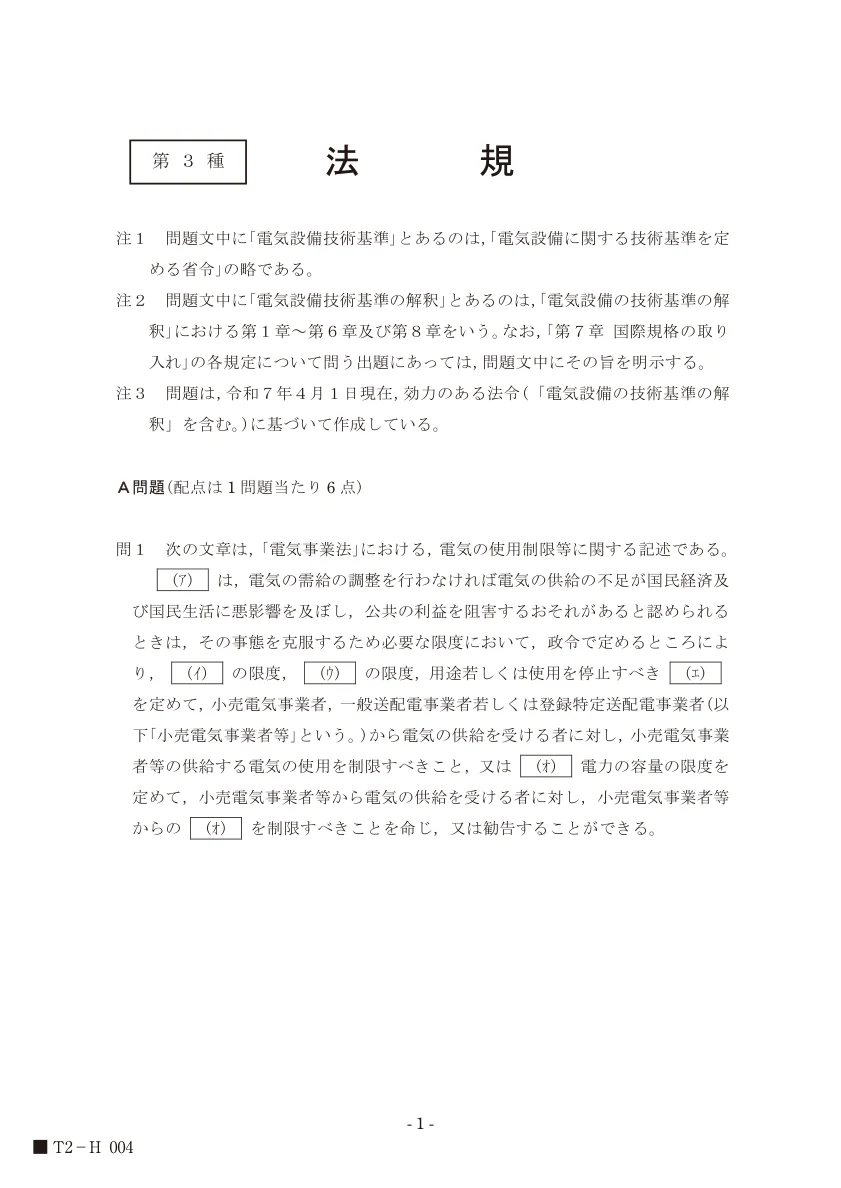 第 3 種
法 規
注1 問題文中に「電気設備技術基準」とあるのは,「電気設備に関する技術基準を定
める省令」の略である。
注2 問題文中に「電気設備技術基準の解釈」とあるのは,「電気設備の技術基準の解
釈」における第1章～第6章及び第8章をいう。なお,「第7章 国際規格の取り
入れ」の各規定について問う出題にあっては,問題文中にその旨を明示する。
注3 問題は,令和7年4月1日現在,効力のある法令(「電気設備の技術基準の解
釈」を含む。)に基づいて作成している。
A問題(配点は1問題当たり6点)
問1 次の文章は,「電気事業法」における,電気の使用制限等に関する記述である。
(ア) は,電気の需給の調整を行わなければ電気の供給の不足が国民経済及
び国民生活に悪影響を及ぼし,公共の利益を阻害するおそれがあると認められる
ときは,その事態を克服するため必要な限度において,政令で定めるところによ
り, (イ) の限度, (ウ) の限度,用途若しくは使用を停止すべき (エ)
を定めて,小売電気事業者,一般送配電事業者若しくは登録特定送配電事業者(以
下「小売電気事業者等」という。)から電気の供給を受ける者に対し,小売電気事業
者等の供給する電気の使用を制限すべきこと,又は (オ) 電力の容量の限度を
定めて,小売電気事業者等から電気の供給を受ける者に対し,小売電気事業者等
からの (オ) を制限すべきことを命じ,又は勧告することができる。
- 1 -
■ T2－H 004